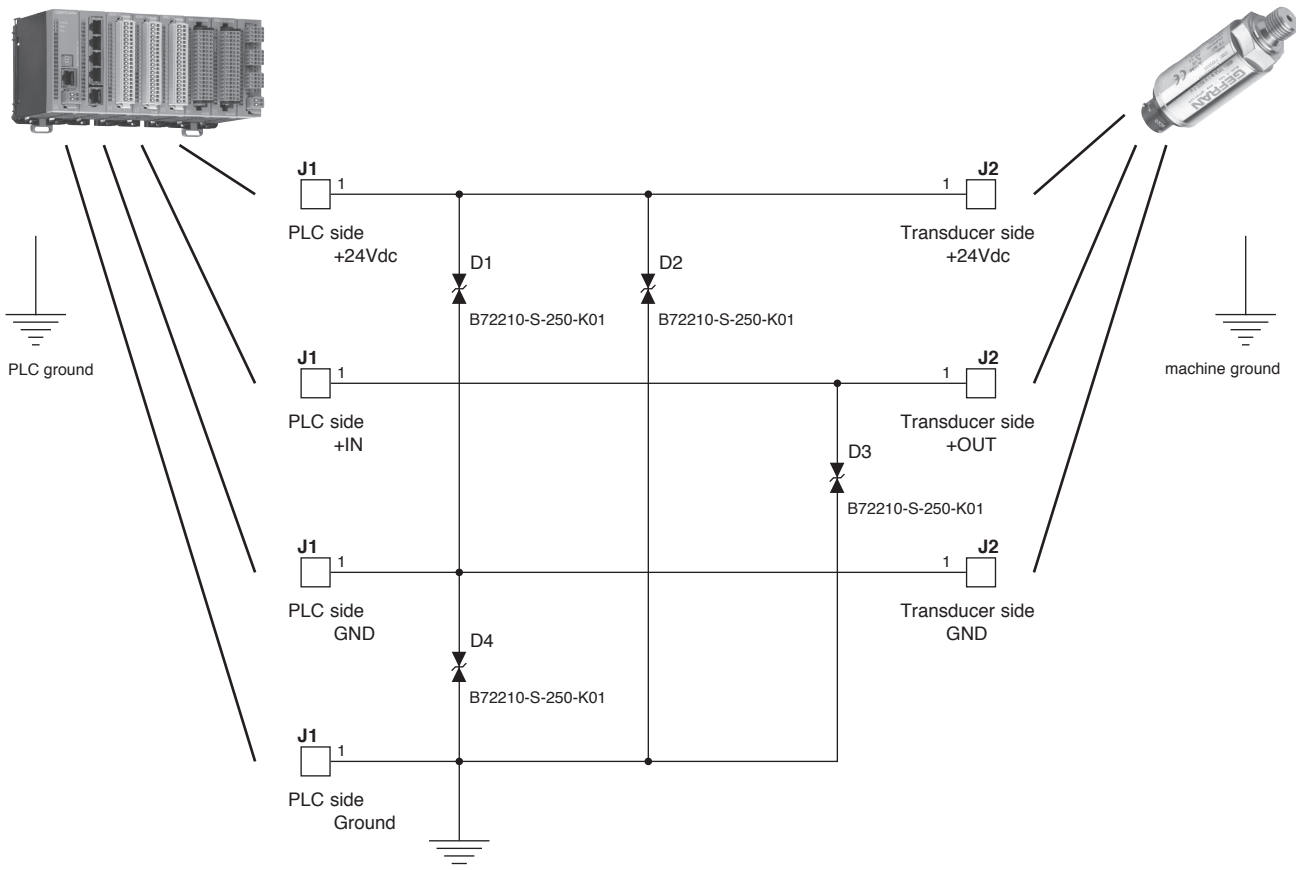 GEFRAN
J1
1
PLC side
+24Vdc
1
J2
Transducer side
+24Vdc
D1
B72210-S-250-K01
D2
B72210-S-250-K01
PLC ground
machine ground
J1
1
PLC side
+IN
1
J2
Transducer side
+OUT
D3
B72210-S-250-K01
J1
1
PLC side
GND
1
J2
Transducer side
GND
D4
B72210-S-250-K01
J1
1
PLC side
Ground